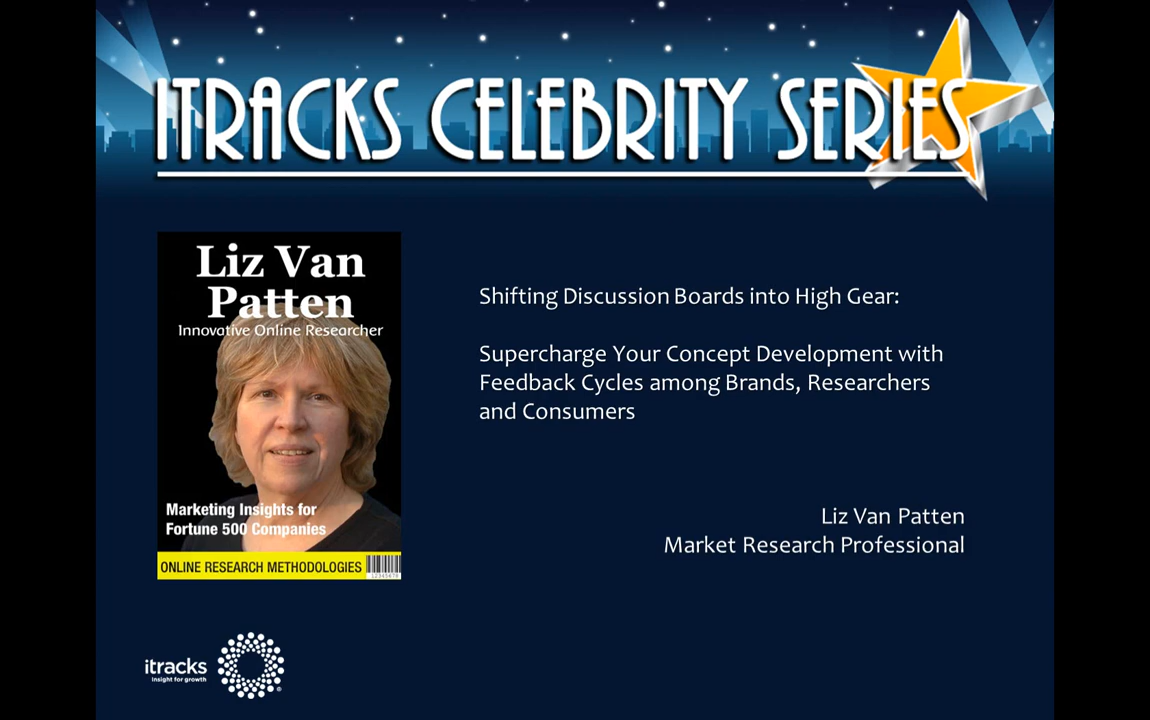 ITRACKS CELEBRITY SERIES
Liz Van
Patten
Innovative Online Researcher
Marketing Insights for
Fortune 500 Companies
ONLINE RESEARCH METHODOLOGIES
12345678
Shifting Discussion Boards into High Gear:
Supercharge Your Concept Development with
Feedback Cycles among Brands, Researchers
and Consumers
Liz Van Patten
Market Research Professional
itracks
insight for growth
®